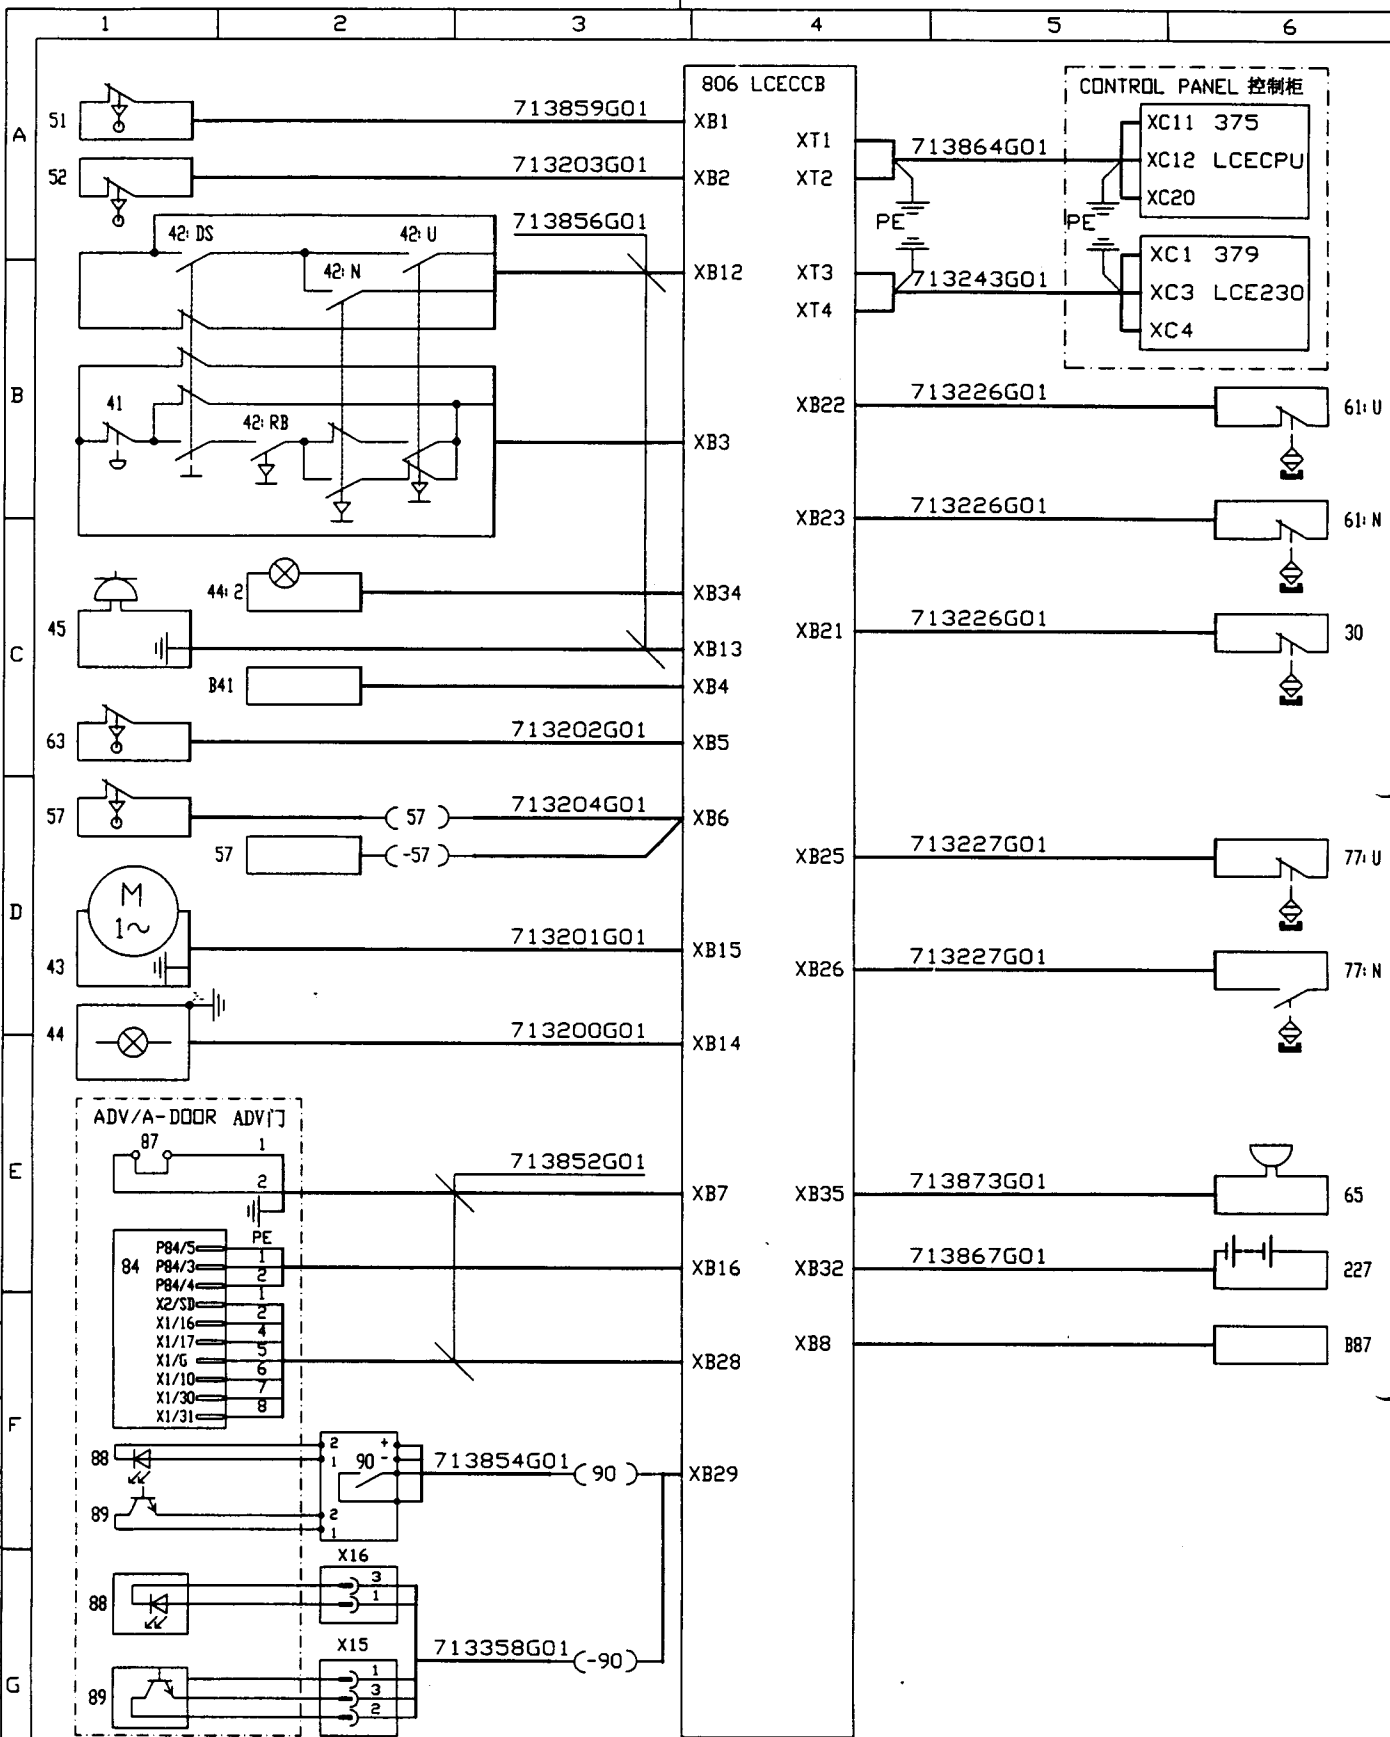 1 2 3 4 5 6
A
B
C
D
E
F
G
806 LCECCB
CONTROL PANEL 控制柜
51
713859G01
XB1
52
713203G01
XB2
713856G01
42:DS
42:U
42:N
XB12
41
42:RB
XB3
44:2
XB34
45
XB13
B41
XB4
63
713202G01
XB5
57
( 57 )
713204G01
XB6
57
(-57 )
M
1~
43
713201G01
XB15
44
713200G01
XB14
ADV/A-DOOR ADV门
87
1
2
PE
713852G01
XB7
84
P84/5
P84/3 1
P84/4 2
XB16
X2/SD 1
X1/16 2
X1/17 4
X1/G 5
X1/10 6
X1/30 7
X1/31 8
XB28
88
2
1
90
+
-
713854G01
( 90 )
XB29
89
2
1
X16
88
3
1
X15
713358G01
(-90 )
89
1
3
2
XT1
XT2
713864G01
PE
PE
XC11 375
XC12 LCECPU
XC20
XT3
XT4
713243G01
XC1 379
XC3 LCE230
XC4
XB22
713226G01
61:U
XB23
713226G01
61:N
XB21
713226G01
30
XB25
713227G01
77:U
XB26
713227G01
77:N
XB35
713873G01
65
XB32
713867G01
227
XB8
B87